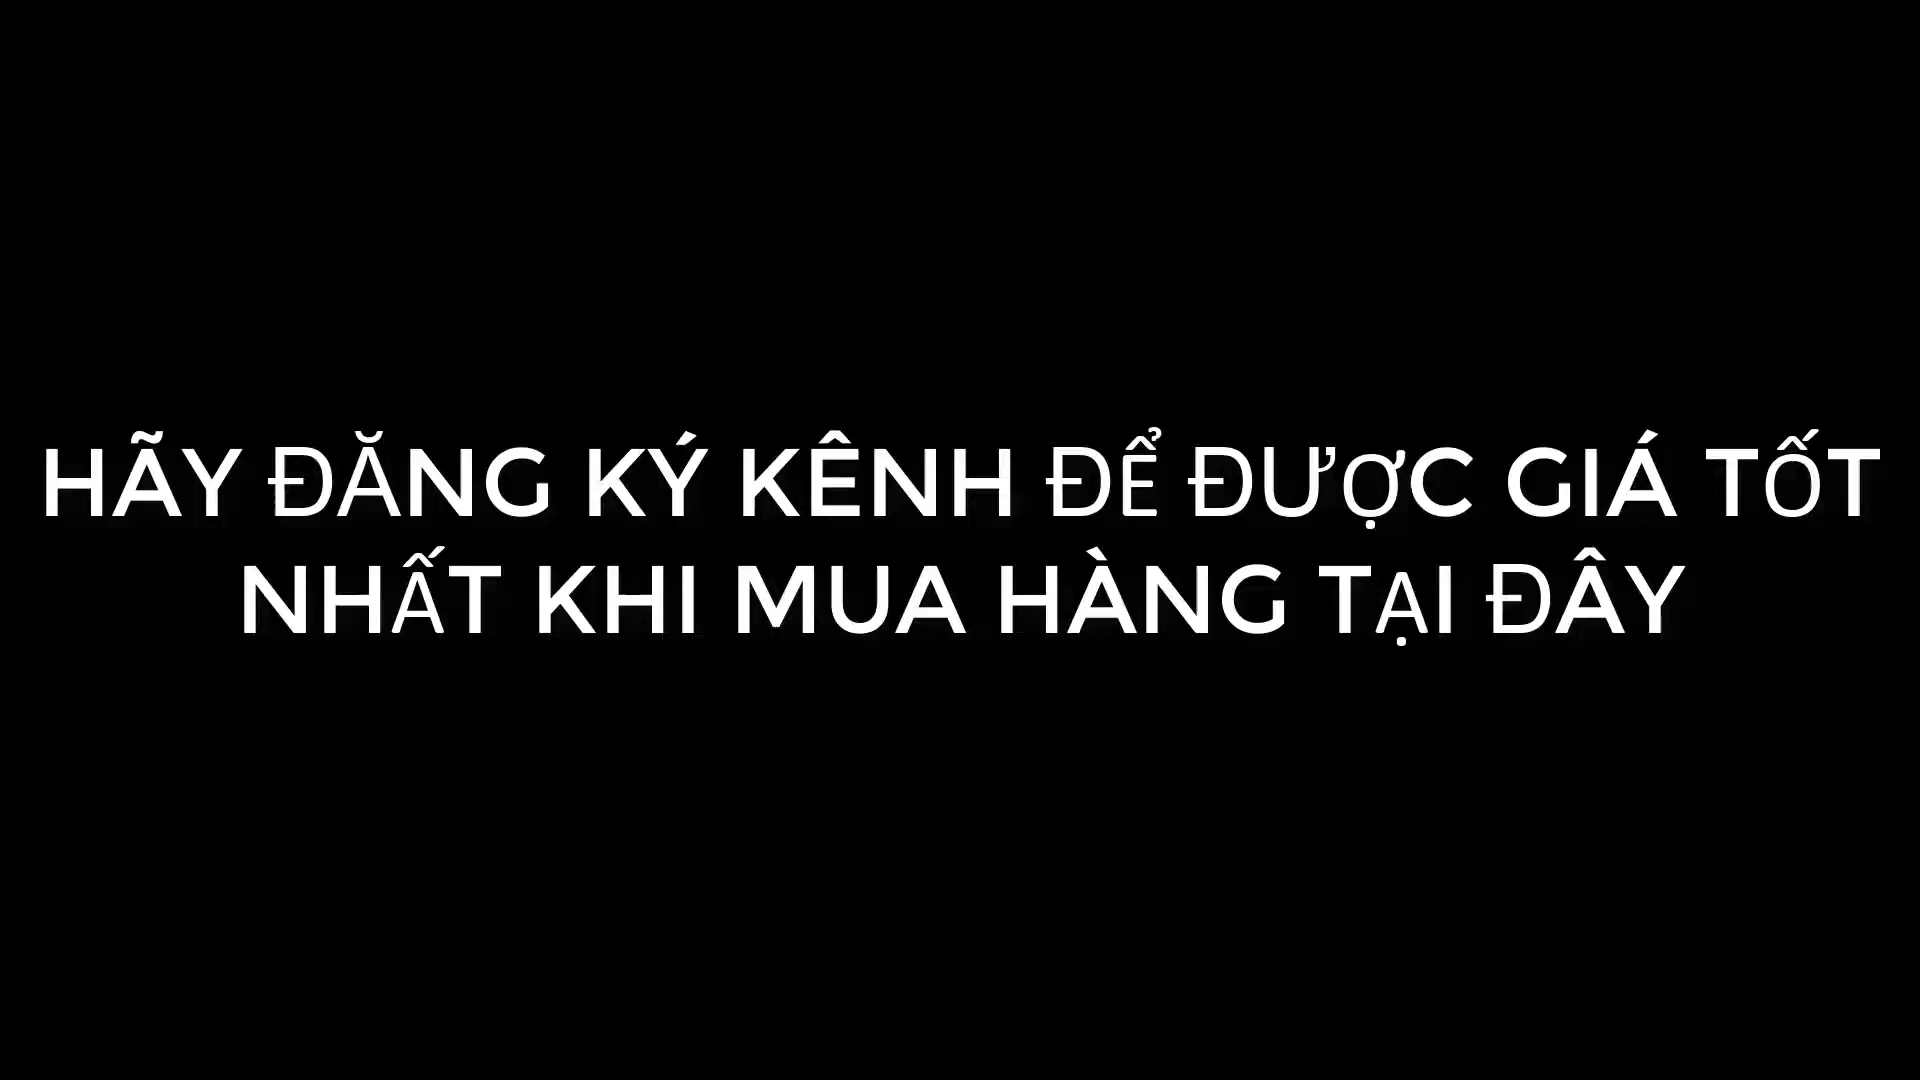 HÃY ĐĂNG KÝ KÊNH ĐỂ ĐƯỢC GIÁ TỐT
NHẤT KHI MUA HÀNG TẠI ĐÂY